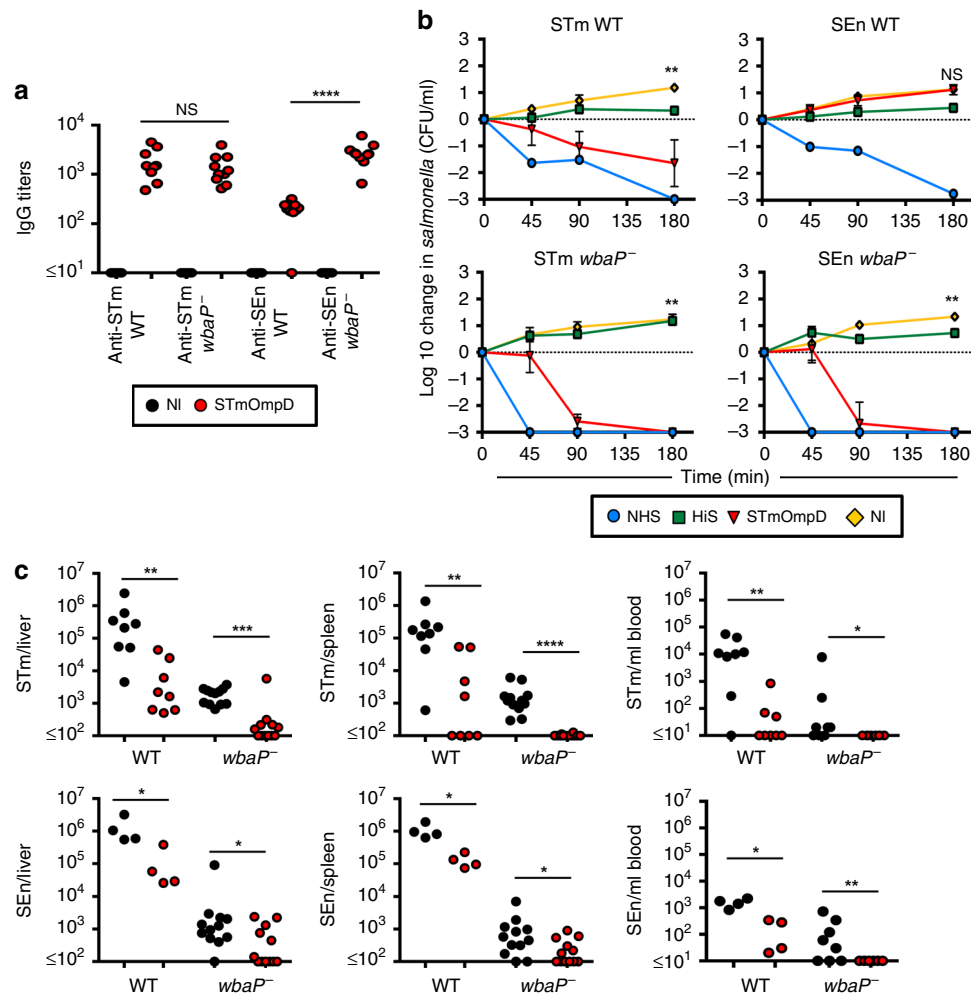 a
IgG titers
10^4
10^3
10^2
≤10^1
NS
****
Anti-STm WT
Anti-STm wbaP⁻
Anti-SEn WT
Anti-SEn wbaP⁻
NI STmOmpD
b
Log 10 change in salmonella (CFU/ml)
STm WT
3
2
1
0
−1
−2
−3
**
0 45 90 135 180
SEn WT
3
2
1
0
−1
−2
−3
NS
0 45 90 135 180
STm wbaP⁻
3
2
1
0
−1
−2
−3
**
0 45 90 135 180
SEn wbaP⁻
3
2
1
0
−1
−2
−3
**
0 45 90 135 180
Time (min)
NHS HiS STmOmpD NI
c
STm/liver
10^7
10^6
10^5
10^4
10^3
≤10^2
**
***
WT wbaP⁻
STm/spleen
10^7
10^6
10^5
10^4
10^3
≤10^2
**
****
WT wbaP⁻
STm/ml blood
10^7
10^6
10^5
10^4
10^3
10^2
≤10^1
**
*
WT wbaP⁻
SEn/liver
10^7
10^6
10^5
10^4
10^3
≤10^2
*
*
WT wbaP⁻
SEn/spleen
10^7
10^6
10^5
10^4
10^3
≤10^2
*
*
WT wbaP⁻
SEn/ml blood
10^7
10^6
10^5
10^4
10^3
10^2
≤10^1
*
**
WT wbaP⁻